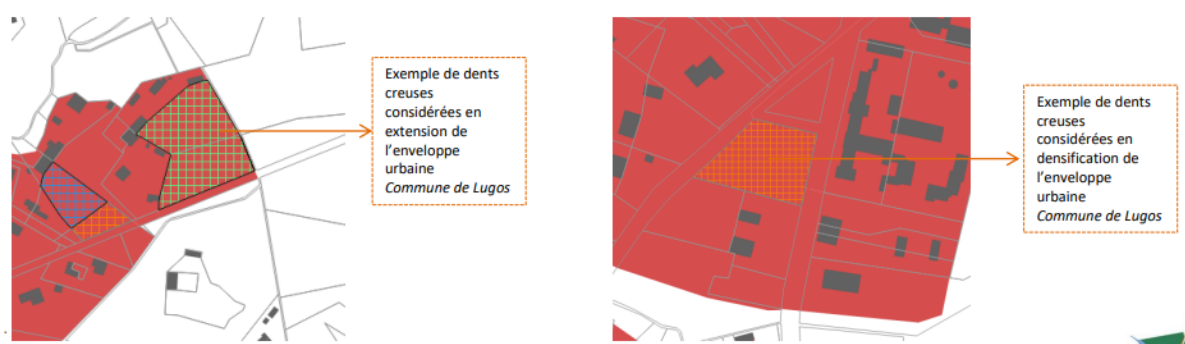 Exemple de dents
creuses
considérées en
extension de
l'enveloppe
urbaine
Commune de Lugos
Exemple de dents
creuses
considérées en
densification de
l'enveloppe
urbaine
Commune de Lugos